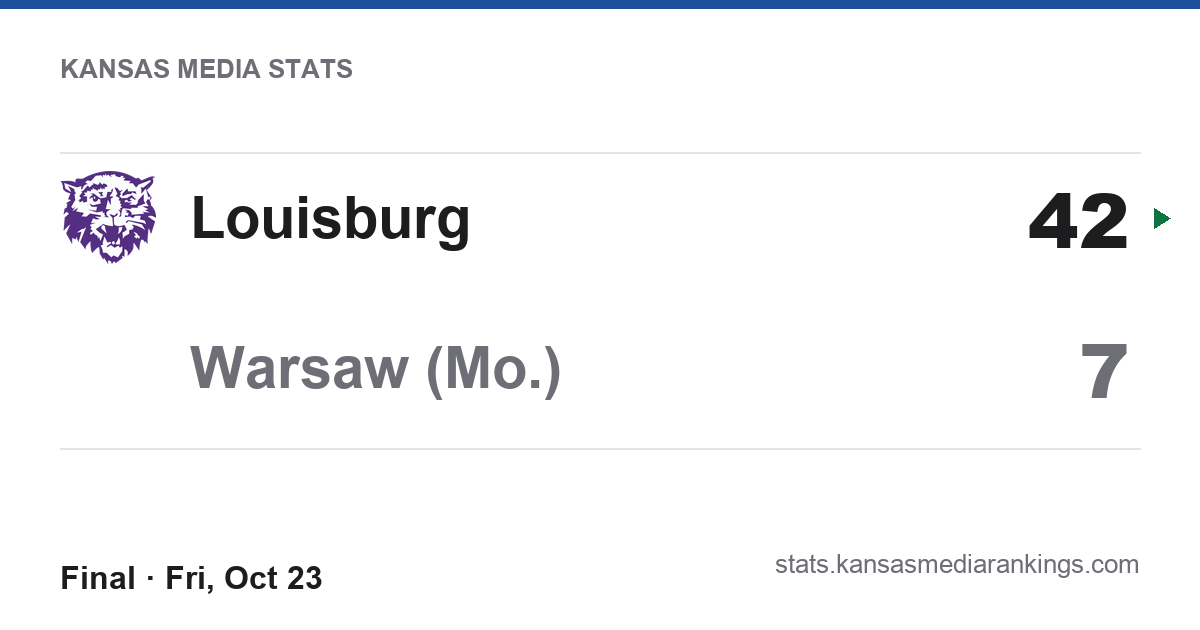 KANSAS MEDIA STATS
Louisburg 42
Warsaw (Mo.) 7
Final · Fri, Oct 23
stats.kansasmediarankings.com